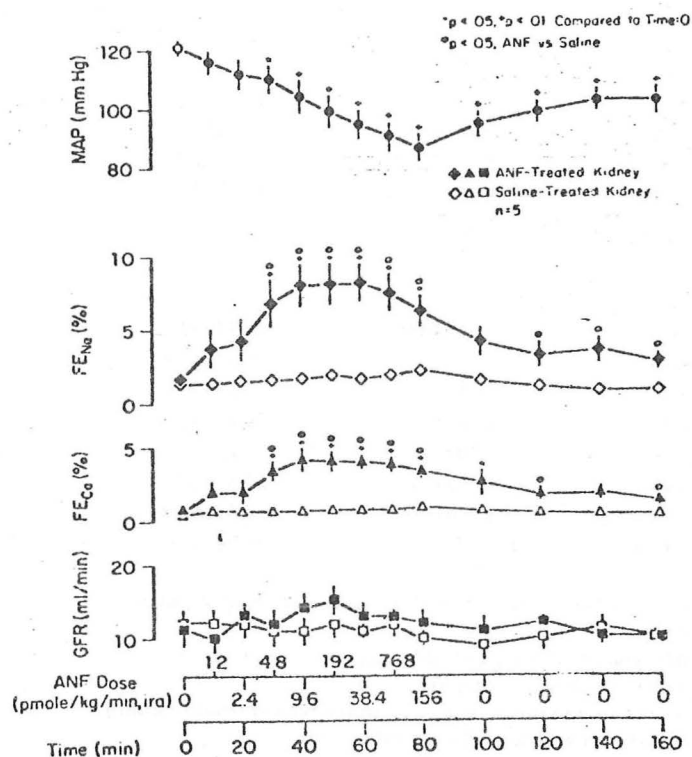 *p < 05, *p < 01 Compared to Time:0
øp < 05, ANF vs Saline
120
100
80
MAP (mm Hg)
ANF-Treated Kidney
Saline-Treated Kidney
n=5
10
5
0
FENa (%)
5
0
FECa (%)
20
10
GFR (ml/min)
12 48 192 768
ANF Dose
(pmole/kg/min,ira)
0 2.4 9.6 38.4 156 0 0 0 0
Time (min) 0 20 40 60 80 100 120 140 160